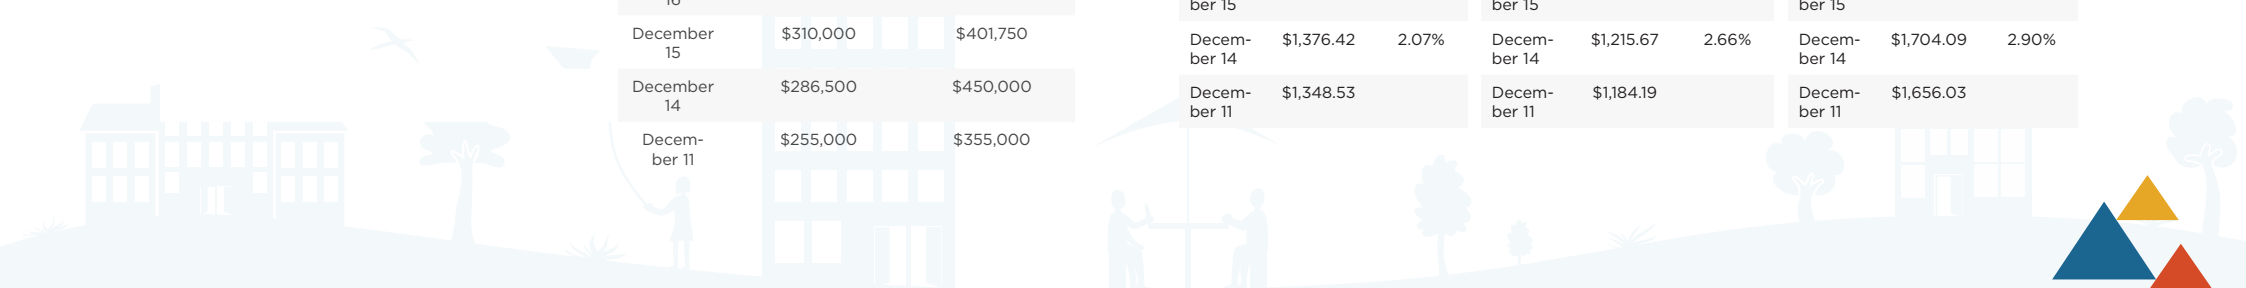 16
December $310,000 $401,750
15
December $286,500 $450,000
14
Decem- $255,000 $355,000
ber 11
ber 15
Decem- $1,376.42 2.07%
ber 14
Decem- $1,348.53
ber 11
ber 15
Decem- $1,215.67 2.66%
ber 14
Decem- $1,184.19
ber 11
ber 15
Decem- $1,704.09 2.90%
ber 14
Decem- $1,656.03
ber 11